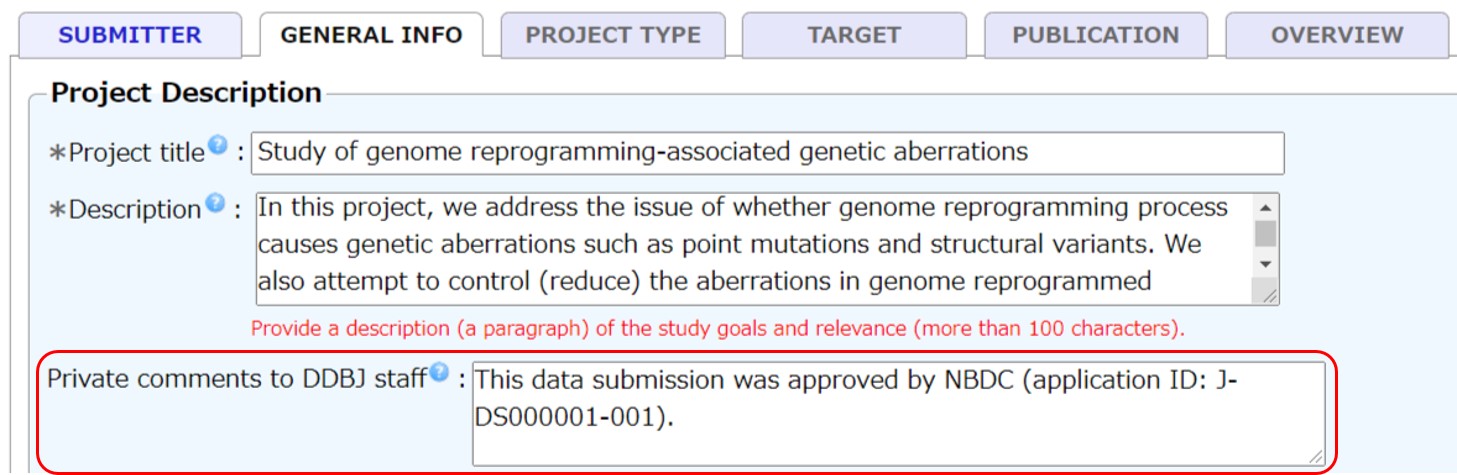 SUBMITTER GENERAL INFO PROJECT TYPE TARGET PUBLICATION OVERVIEW
Project Description
*Project title ? : Study of genome reprogramming-associated genetic aberrations
*Description ? : In this project, we address the issue of whether genome reprogramming process
causes genetic aberrations such as point mutations and structural variants. We
also attempt to control (reduce) the aberrations in genome reprogrammed
Provide a description (a paragraph) of the study goals and relevance (more than 100 characters).
Private comments to DDBJ staff ? : This data submission was approved by NBDC (application ID: J-
DS000001-001).